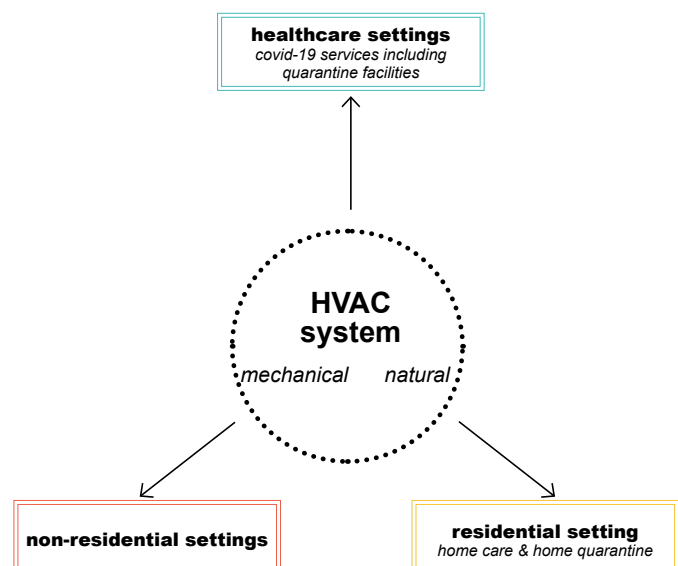 healthcare settings
covid-19 services including
quarantine facilities
HVAC
system
mechanical natural
non-residential settings
residential setting
home care & home quarantine